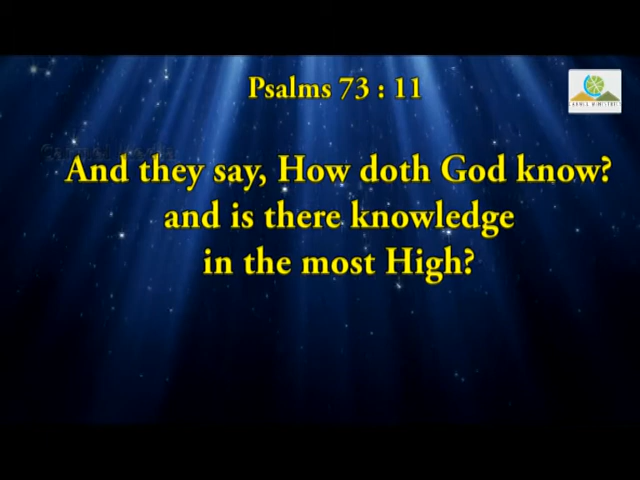 Psalms 73 : 11
And they say, How doth God know?
and is there knowledge
in the most High?